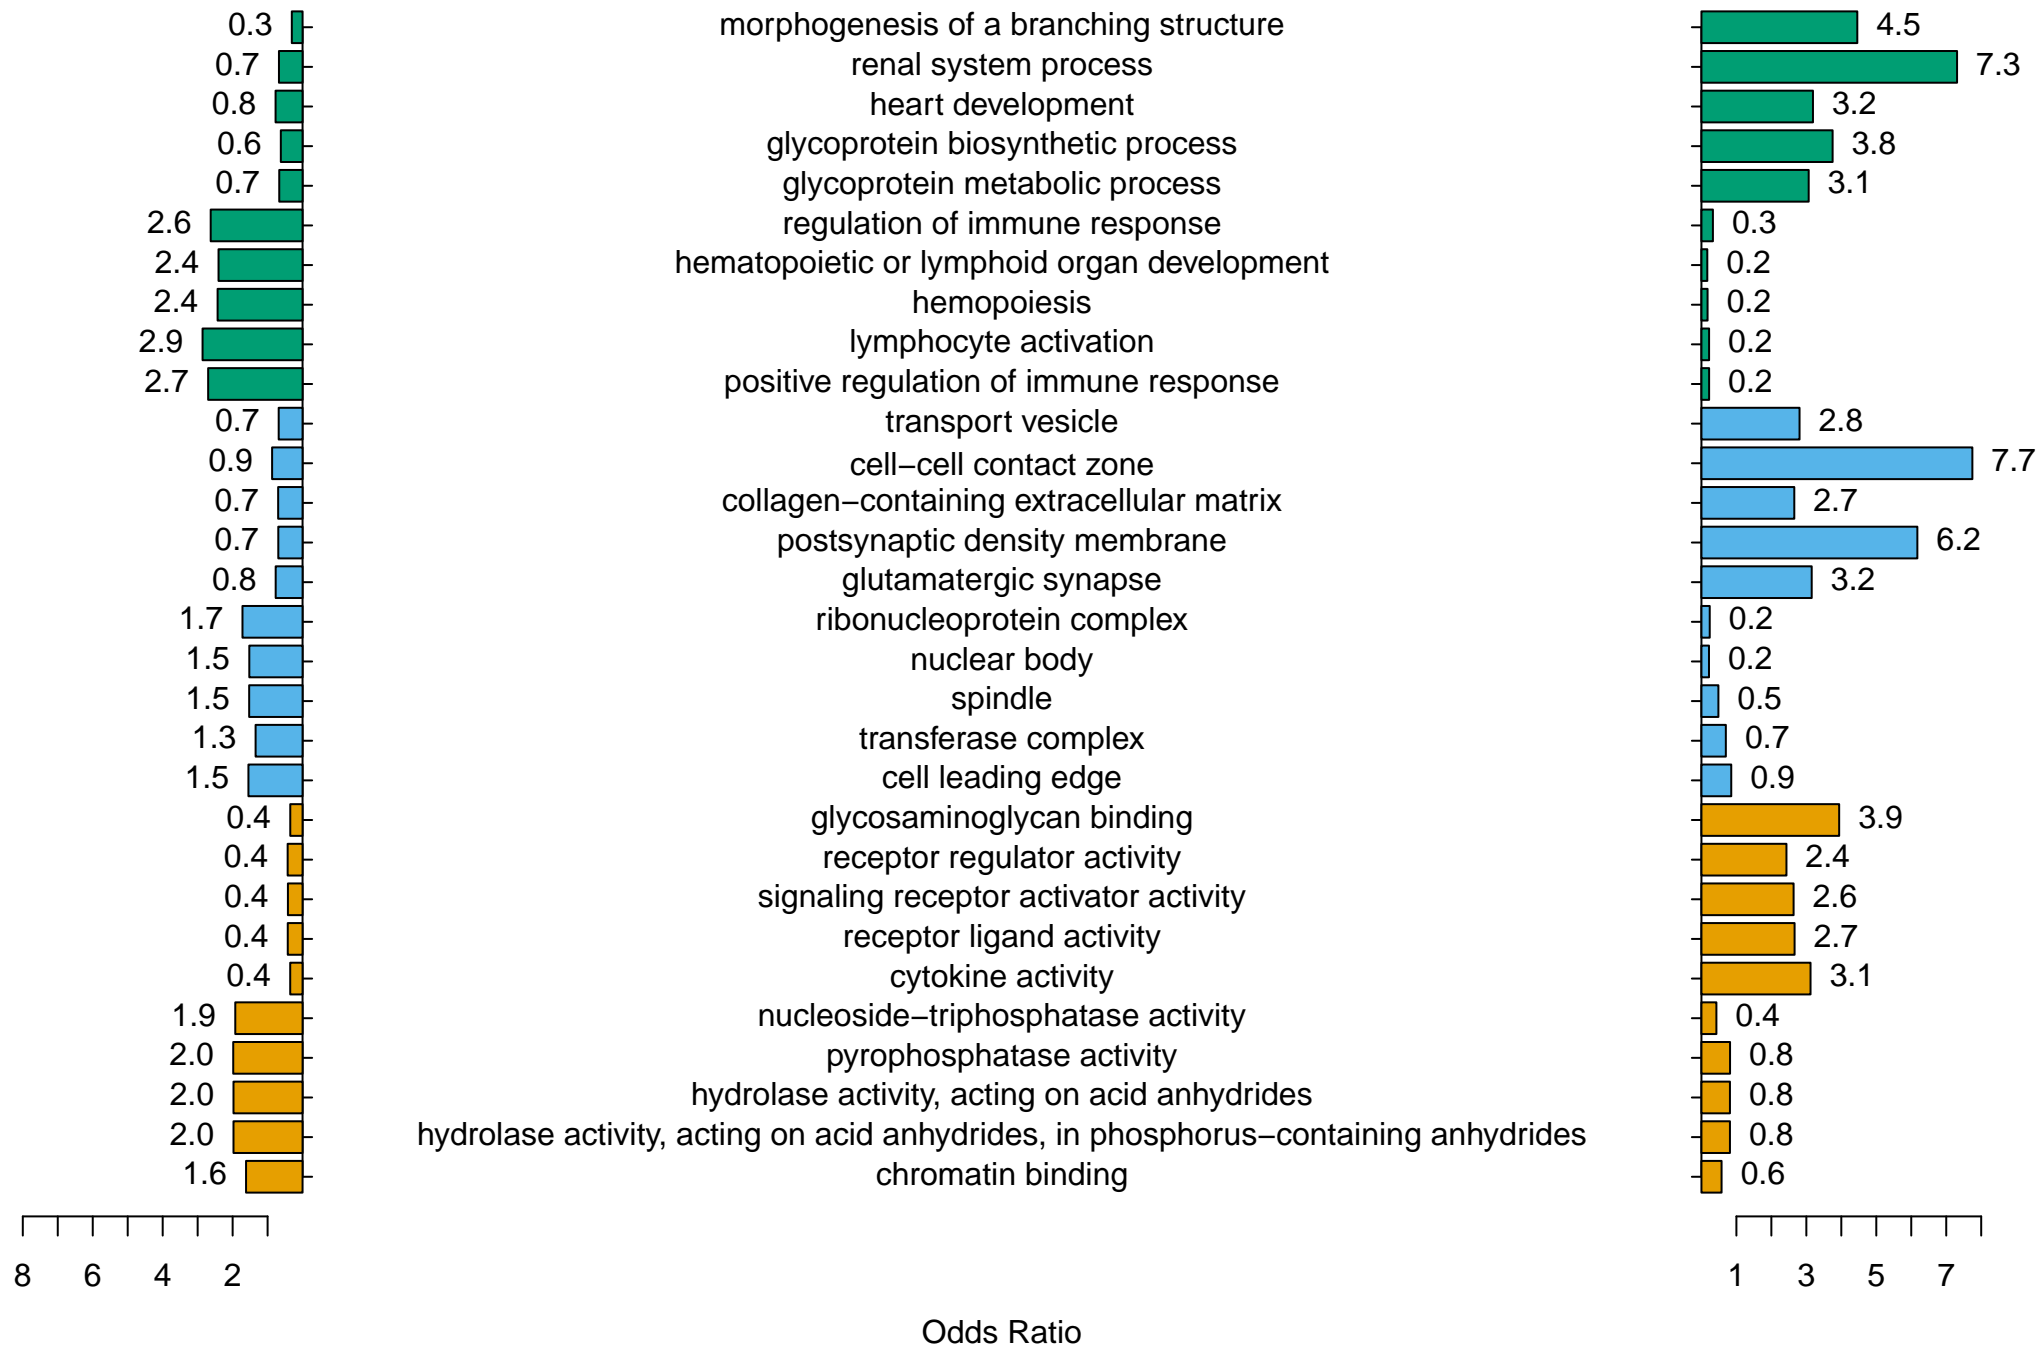 0.3 morphogenesis of a branching structure 4.5
0.7 renal system process 7.3
0.8 heart development 3.2
0.6 glycoprotein biosynthetic process 3.8
0.7 glycoprotein metabolic process 3.1
2.6 regulation of immune response 0.3
2.4 hematopoietic or lymphoid organ development 0.2
2.4 hemopoiesis 0.2
2.9 lymphocyte activation 0.2
2.7 positive regulation of immune response 0.2
0.7 transport vesicle 2.8
0.9 cell−cell contact zone 7.7
0.7 collagen−containing extracellular matrix 2.7
0.7 postsynaptic density membrane 6.2
0.8 glutamatergic synapse 3.2
1.7 ribonucleoprotein complex 0.2
1.5 nuclear body 0.2
1.5 spindle 0.5
1.3 transferase complex 0.7
1.5 cell leading edge 0.9
0.4 glycosaminoglycan binding 3.9
0.4 receptor regulator activity 2.4
0.4 signaling receptor activator activity 2.6
0.4 receptor ligand activity 2.7
0.4 cytokine activity 3.1
1.9 nucleoside−triphosphatase activity 0.4
2.0 pyrophosphatase activity 0.8
2.0 hydrolase activity, acting on acid anhydrides 0.8
2.0 hydrolase activity, acting on acid anhydrides, in phosphorus−containing anhydrides 0.8
1.6 chromatin binding 0.6
8 6 4 2 1 3 5 7
Odds Ratio